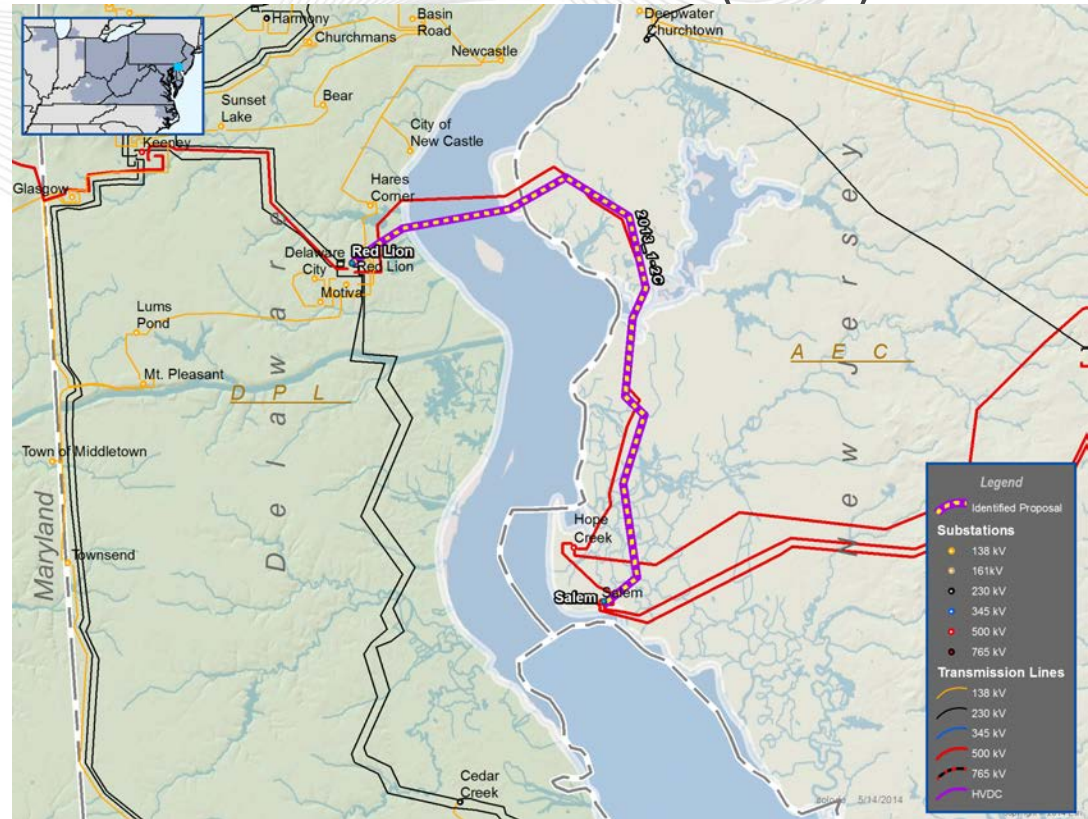 Harmony
Churchmans
Basin
Road
Newcastle
Deepwater
Churchtown
Sunset
Lake
Bear
City of
New Castle
Keeney
Glasgow
Hares
Corner
Delaware
City
Red Lion
Red Lion
Motiva
2013_1-2C
Lums
Pond
Mt. Pleasant
DPL
AEC
Delaware
New Jersey
Maryland
Town of Middletown
Townsend
Hope
Creek
Salem
Salem
Cedar
Creek
Legend
Identified Proposal
Substations
138 kV
161kV
230 kV
345 kV
500 kV
765 kV
Transmission Lines
138 kV
230 kV
345 kV
500 kV
765 kV
HVDC
5/14/2014